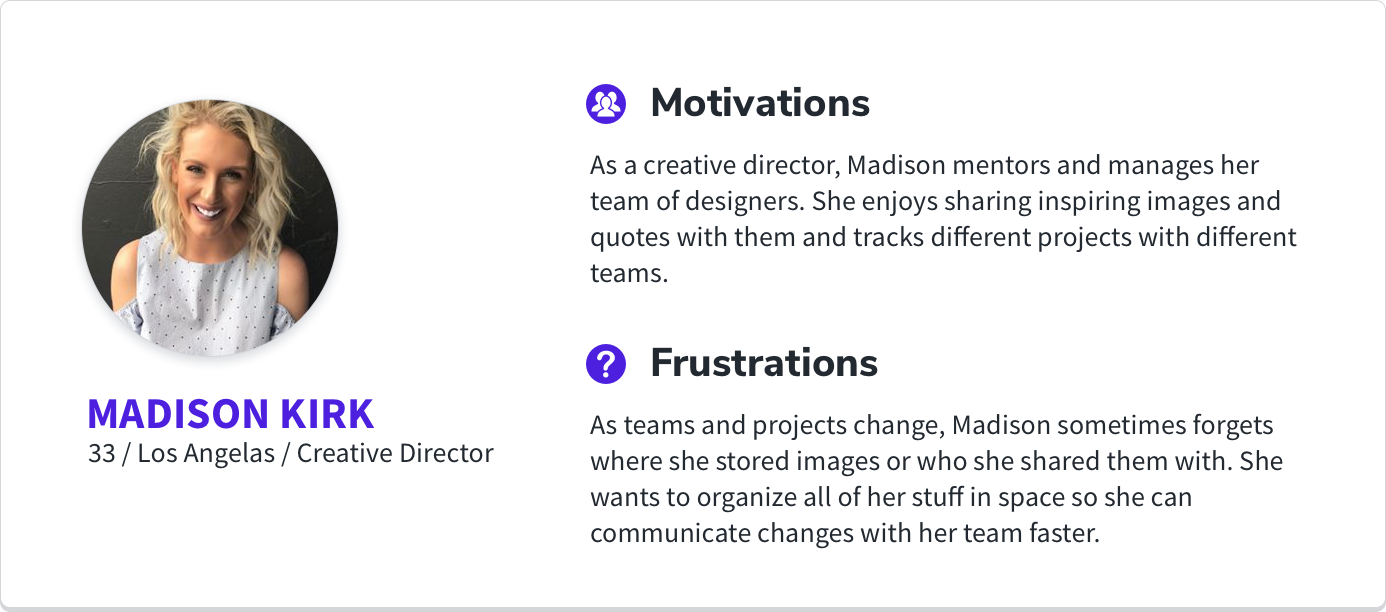 MADISON KIRK
33 / Los Angelas / Creative Director
Motivations
As a creative director, Madison mentors and manages her
team of designers. She enjoys sharing inspiring images and
quotes with them and tracks different projects with different
teams.
Frustrations
As teams and projects change, Madison sometimes forgets
where she stored images or who she shared them with. She
wants to organize all of her stuff in space so she can
communicate changes with her team faster.